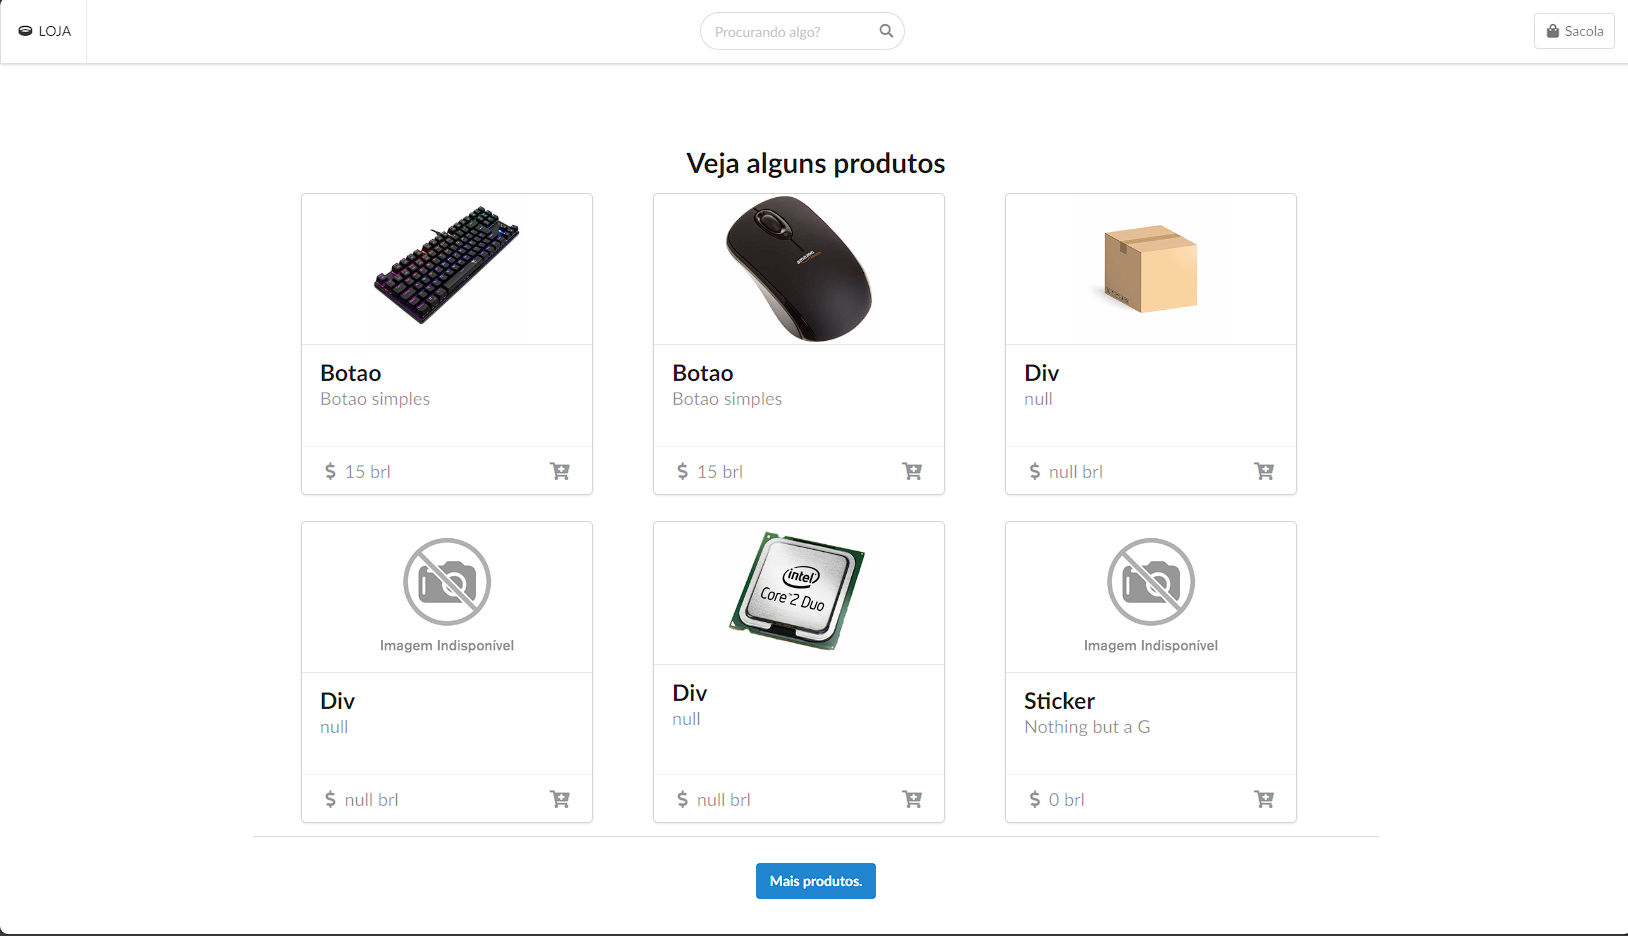 LOJA
Procurando algo?
Sacola
Veja alguns produtos
Botao
Botao simples
$ 15 brl
Botao
Botao simples
$ 15 brl
Div
null
$ null brl
Imagem Indisponível
Div
null
$ null brl
intel
Core 2 Duo
Div
null
$ null brl
Imagem Indisponível
Sticker
Nothing but a G
$ 0 brl
Mais produtos.